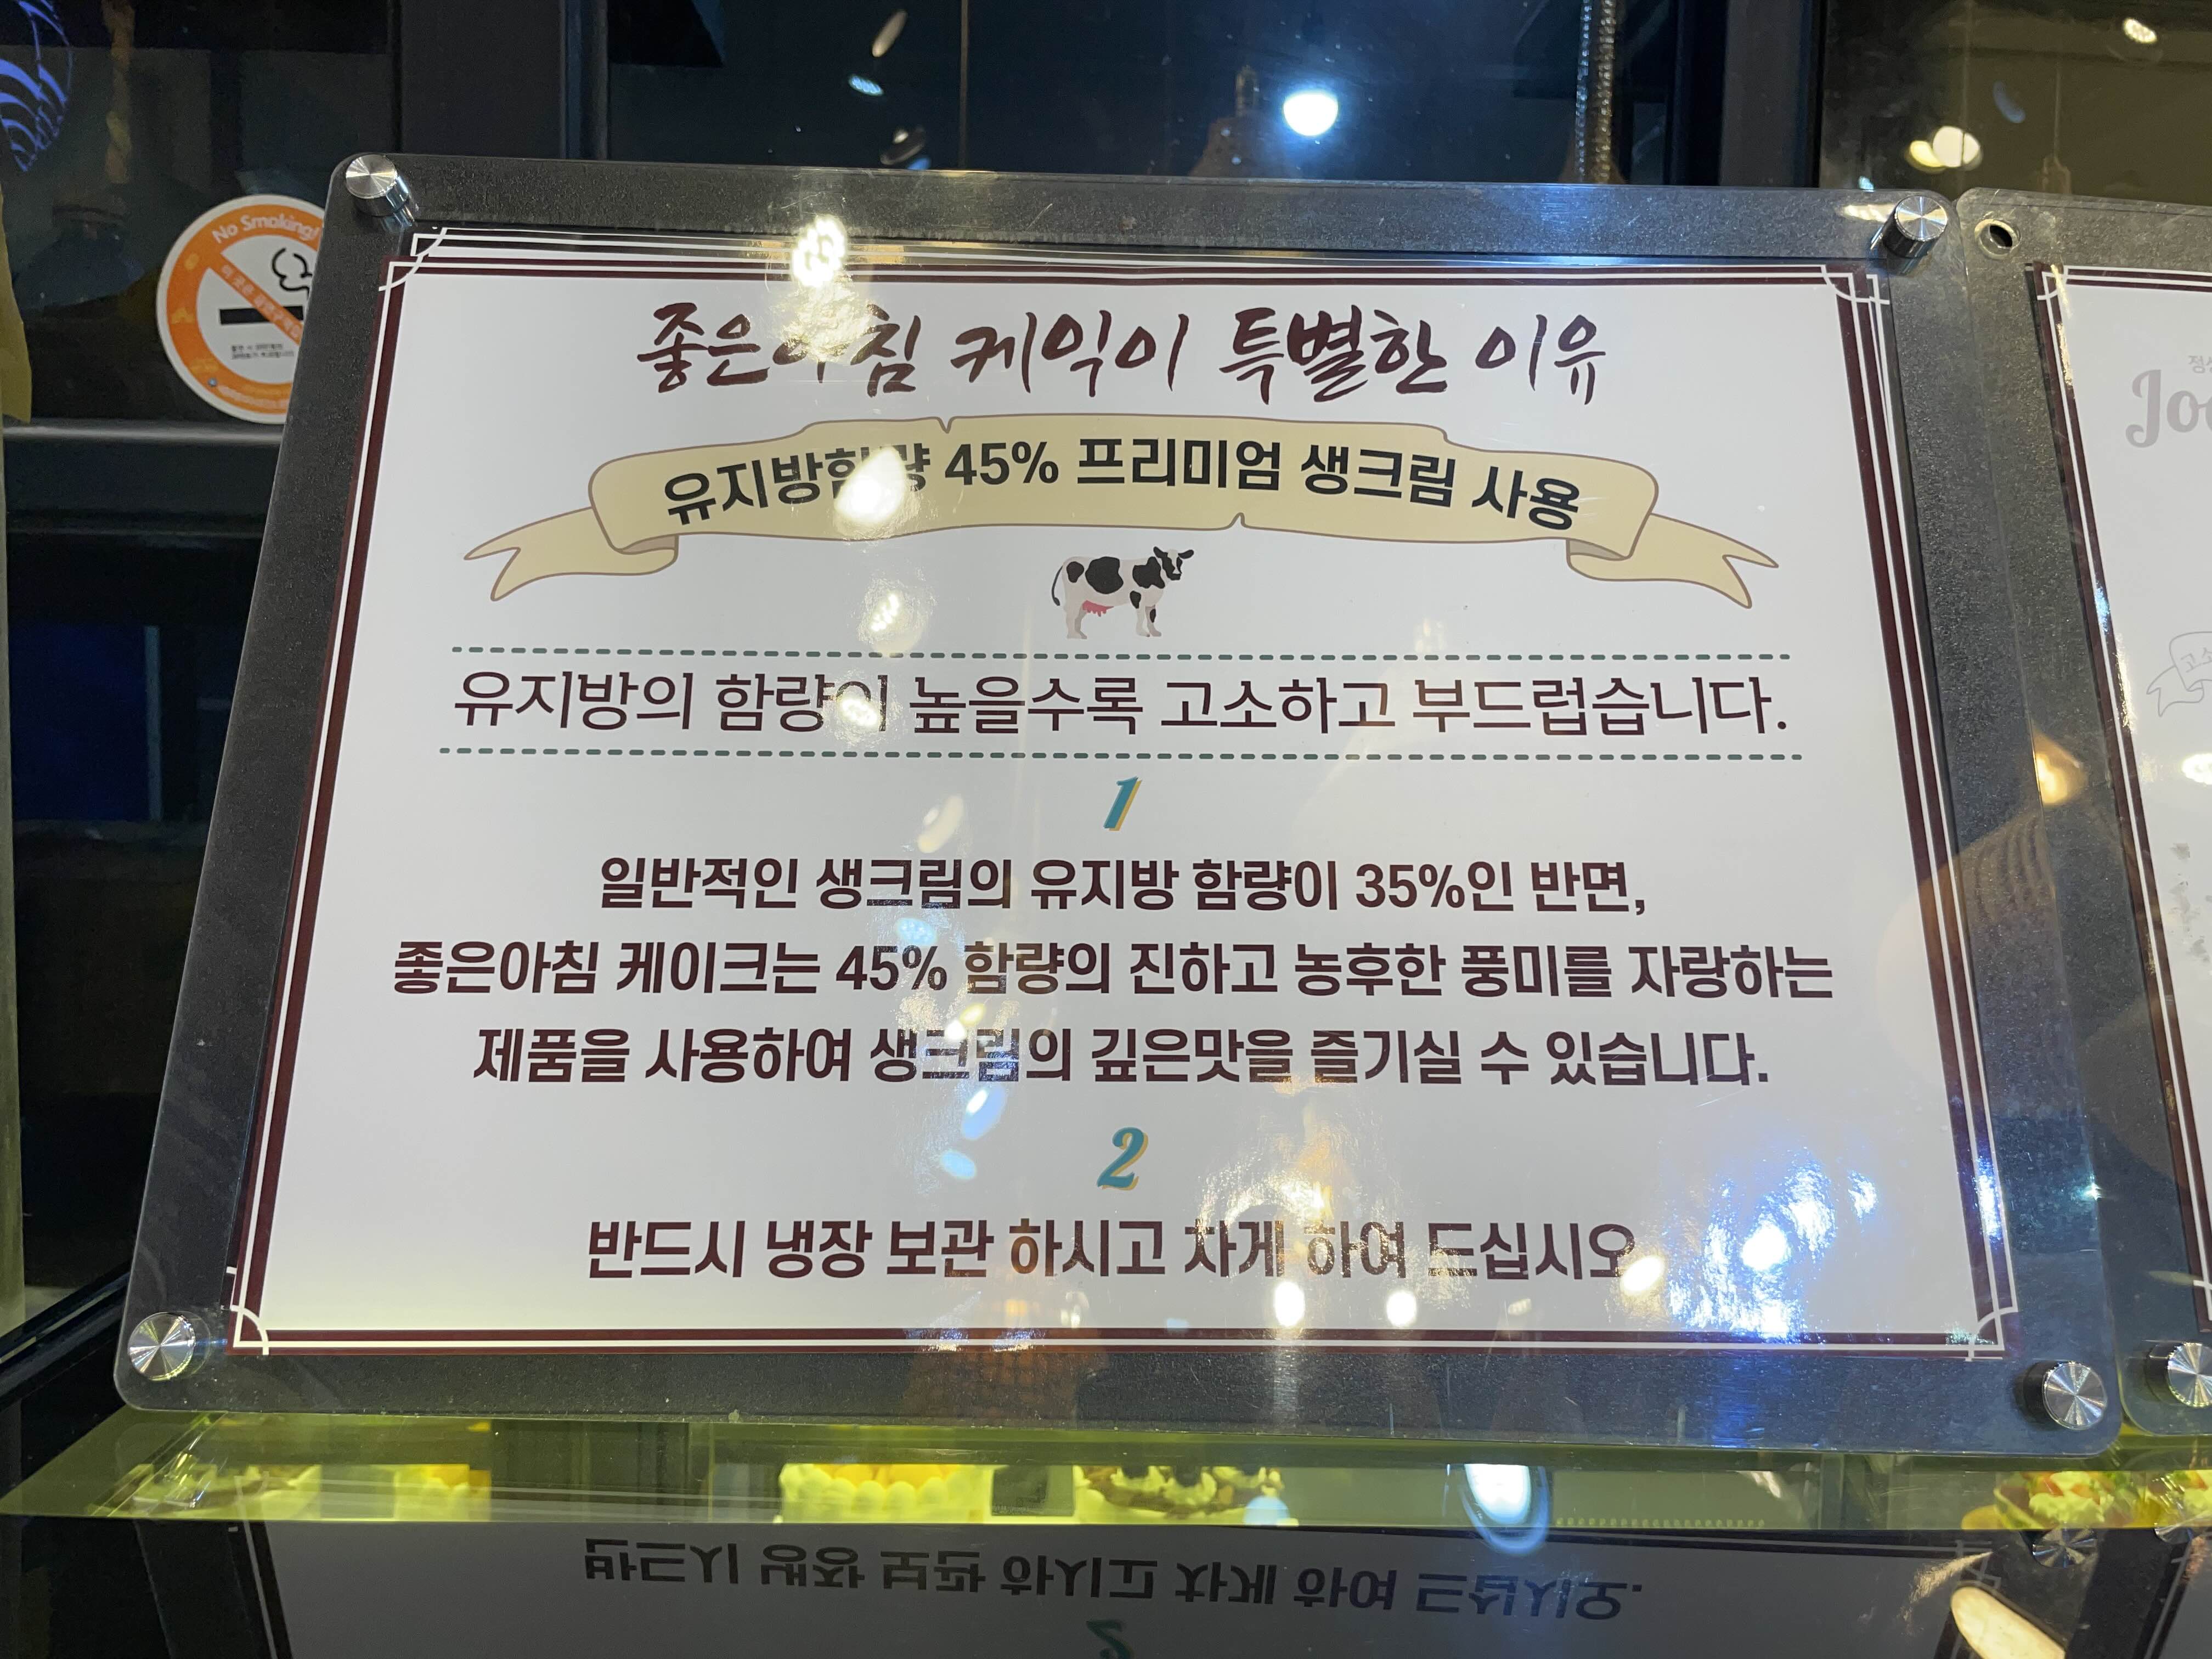 No Smoking!
좋은아침 케익이 특별한 이유
유지방함량 45% 프리미엄 생크림 사용
유지방의 함량이 높을수록 고소하고 부드럽습니다.
1
일반적인 생크림의 유지방 함량이 35%인 반면,
좋은아침 케이크는 45% 함량의 진하고 농후한 풍미를 자랑하는
제품을 사용하여 생크림의 깊은맛을 즐기실 수 있습니다.
2
반드시 냉장 보관 하시고 차게 하여 드십시오.